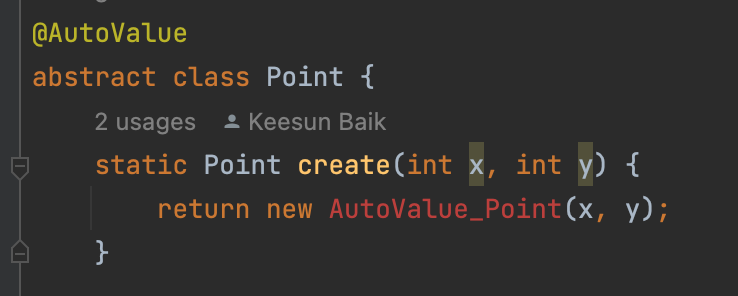 @AutoValue
abstract class Point {
2 usages Keesun Baik
static Point create(int x, int y) {
return new AutoValue_Point(x, y);
}